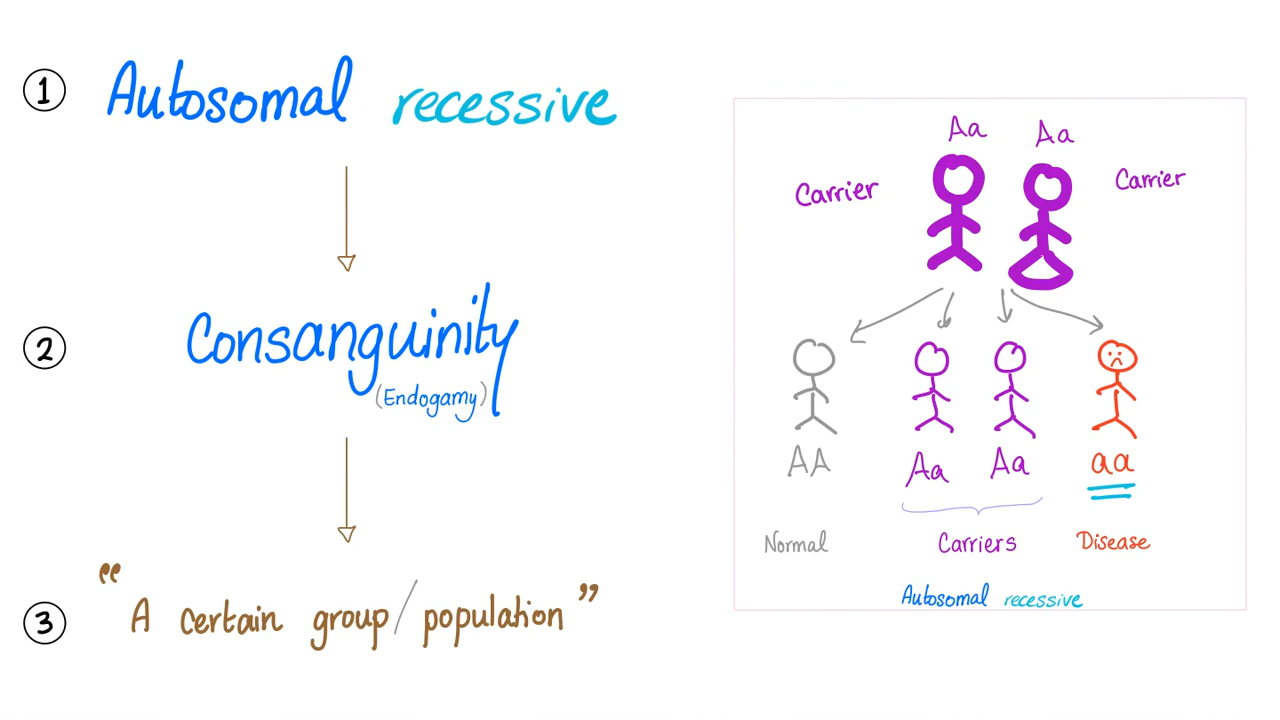 1 Autosomal recessive
2 Consanguinity
(Endogamy)
3 "A certain group/population"
Aa Aa
Carrier Carrier
AA Aa Aa aa
Normal Carriers Disease
Autosomal recessive